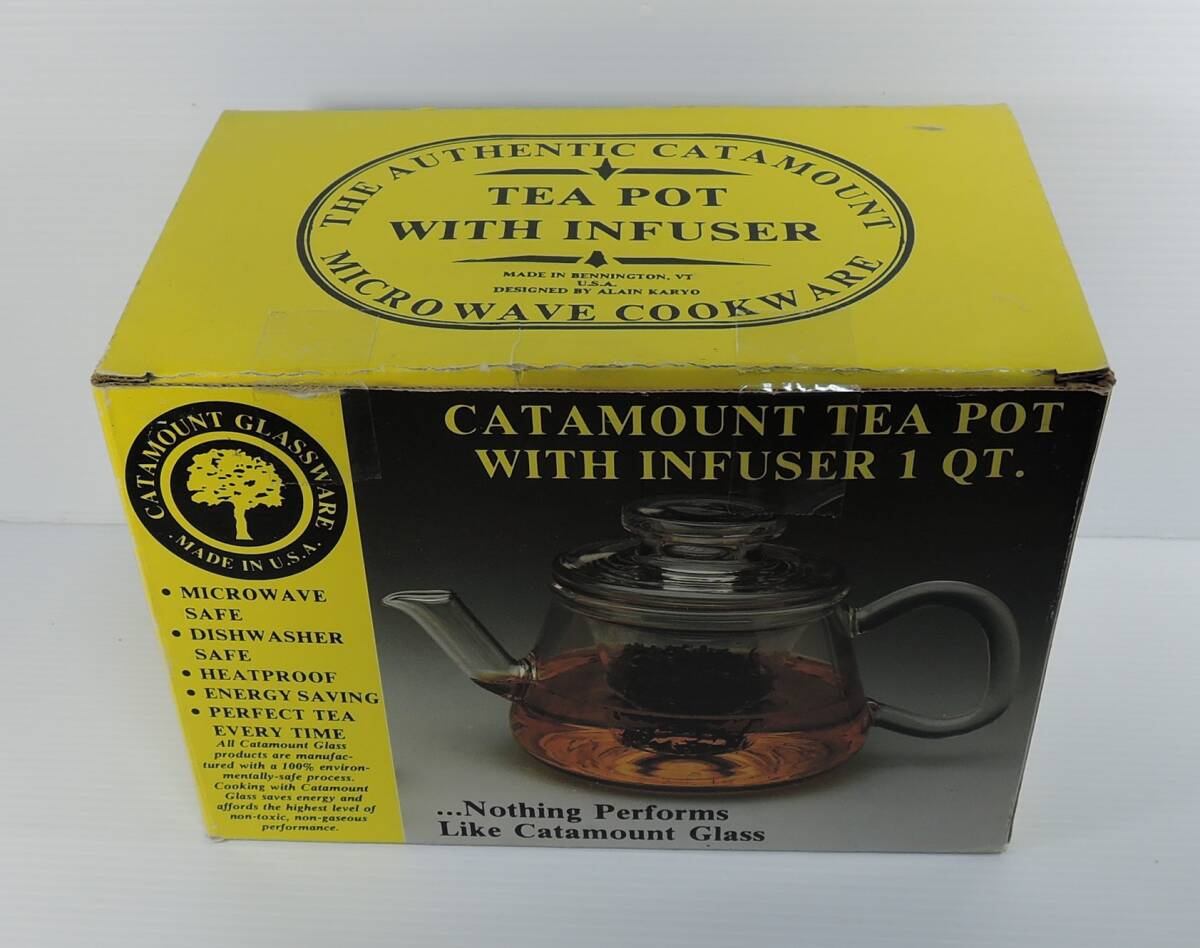 THE AUTHENTIC CATAMOUNT
TEA POT
WITH INFUSER
MADE IN BENNINGTON, VT
U.S.A.
DESIGNED BY ALAIN KARYO
MICROWAVE COOKWARE
CATAMOUNT GLASSWARE
. MADE IN U.S.A. .
CATAMOUNT TEA POT
WITH INFUSER 1 QT.
• MICROWAVE
SAFE
• DISHWASHER
SAFE
• HEATPROOF
• ENERGY SAVING
• PERFECT TEA
EVERY TIME
All Catamount Glass
products are manufac-
tured with a 100% environ-
mentally-safe process.
Cooking with Catamount
Glass saves energy and
affords the highest level of
non-toxic, non-gaseous
performance.
...Nothing Performs
Like Catamount Glass